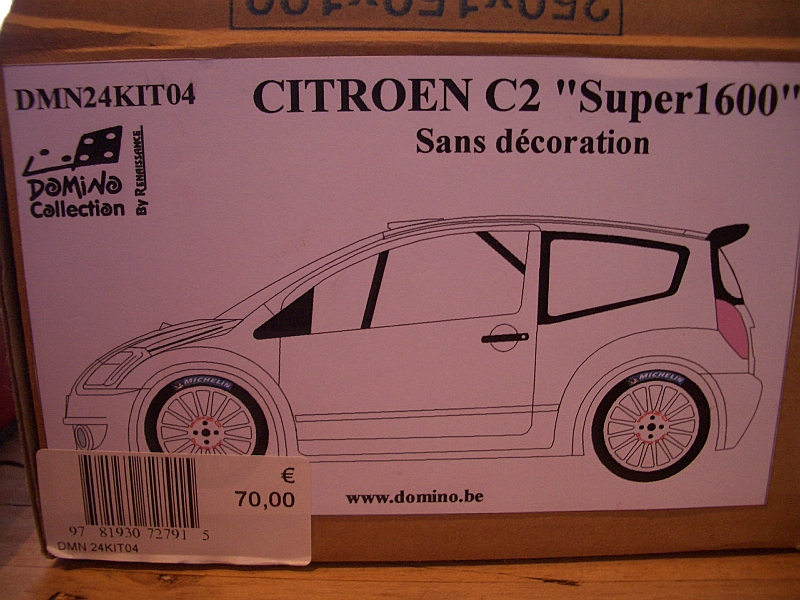 250x150x100
DMN24KIT04
CITROEN C2 "Super1600"
Sans décoration
DOMiNO
Collection
By RENAISSANCE
MICHELIN
MICHELIN
www.domino.be
€
70,00
97 81930 72791 5
DMN 24KIT04